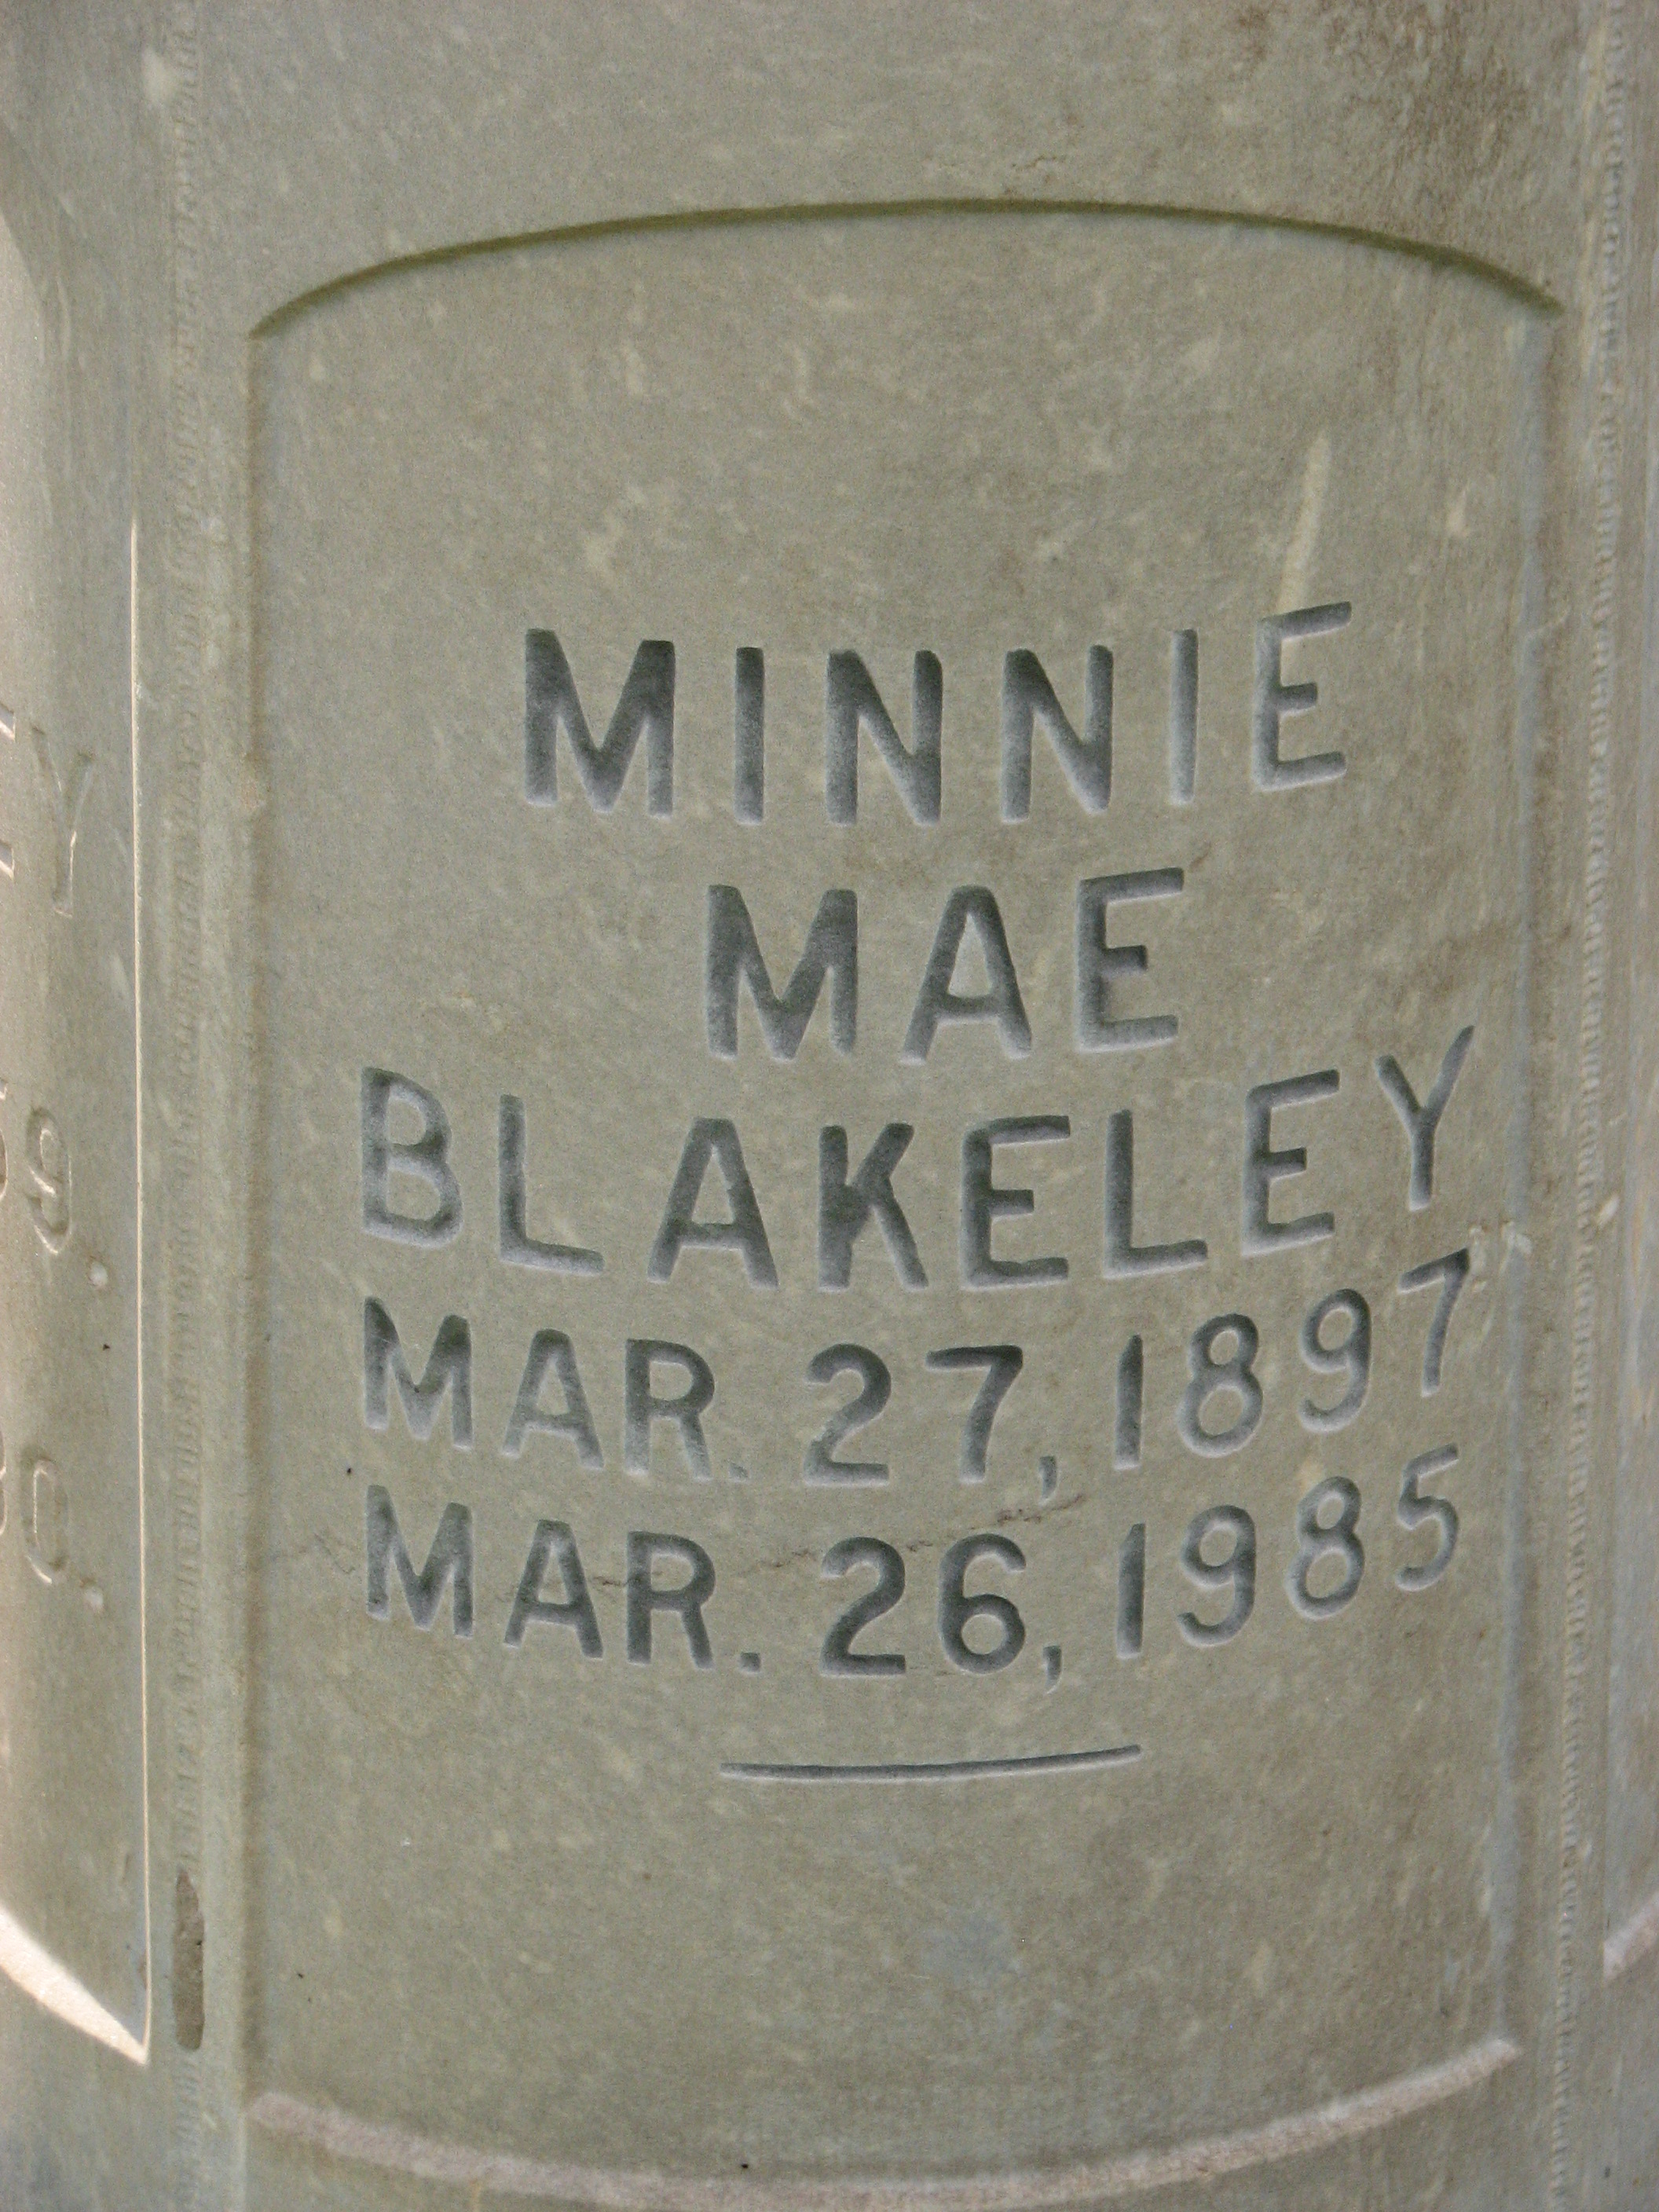 MINNIE
MAE
BLAKELEY
MAR. 27, 1897
MAR. 26, 1985